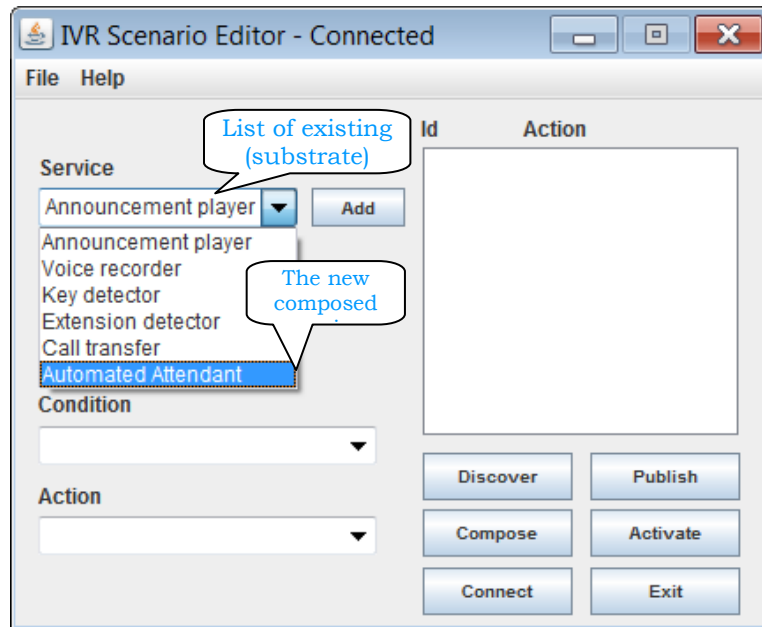 IVR Scenario Editor - Connected
File Help
List of existing
(substrate)
Id Action
Service
Announcement player Add
Announcement player
Voice recorder
Key detector
Extension detector
Call transfer
Automated Attendant
The new
composed
Condition
Action
Discover Publish
Compose Activate
Connect Exit